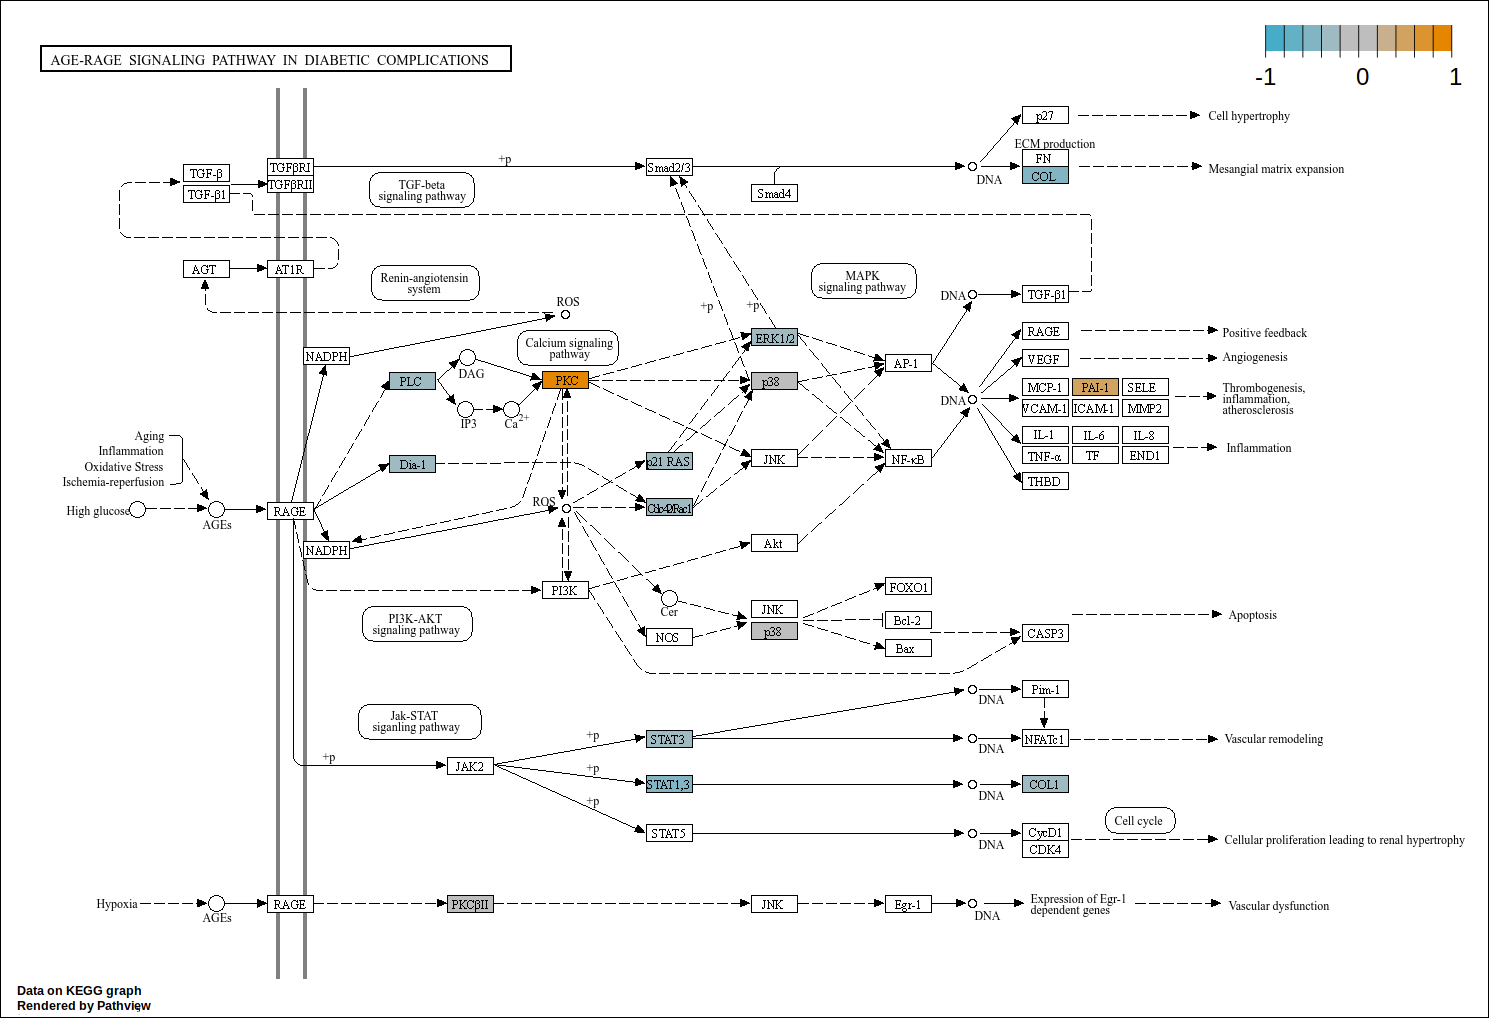 AGE-RAGE SIGNALING PATHWAY IN DIABETIC COMPLICATIONS
-1 0 1
p27
Cell hypertrophy
ECM production
FN
COL
Mesangial matrix expansion
DNA
TGF-β
TGF-β1
TGFβRI
TGFβRII
+p
TGF-beta
signaling pathway
Smad2/3
Smad4
AGT
AT1R
Renin-angiotensin
system
MAPK
signaling pathway
ROS
+p
+p
DNA
TGF-β1
NADPH
Calcium signaling
pathway
ERK1/2
RAGE
Positive feedback
DAG
PLC
PKC
p38
AP-1
VEGF
Angiogenesis
IP3
Ca2+
DNA
MCP-1
PAI-1
SELE
VCAM-1
ICAM-1
MMP2
Thrombogenesis,
inflammation,
atherosclerosis
Aging
Inflammation
Oxidative Stress
Ischemia-reperfusion
Dia-1
p21 RAS
JNK
NF-κB
IL-1
IL-6
IL-8
TNF-α
TF
END1
Inflammation
THBD
High glucose
AGEs
RAGE
ROS
Cdc42/Rac1
NADPH
Akt
PI3K
PI3K-AKT
signaling pathway
Cer
NOS
JNK
p38
FOXO1
Bcl-2
Bax
CASP3
Apoptosis
Jak-STAT
siganling pathway
+p
JAK2
+p
+p
+p
STAT3
STAT1,3
STAT5
DNA
Pim-1
DNA
NFATc1
Vascular remodeling
DNA
COL1
DNA
CycD1
CDK4
Cell cycle
Cellular proliferation leading to renal hypertrophy
Hypoxia
AGEs
RAGE
PKCβII
JNK
Egr-1
DNA
Expression of Egr-1
dependent genes
Vascular dysfunction
Data on KEGG graph
Rendered by Pathview